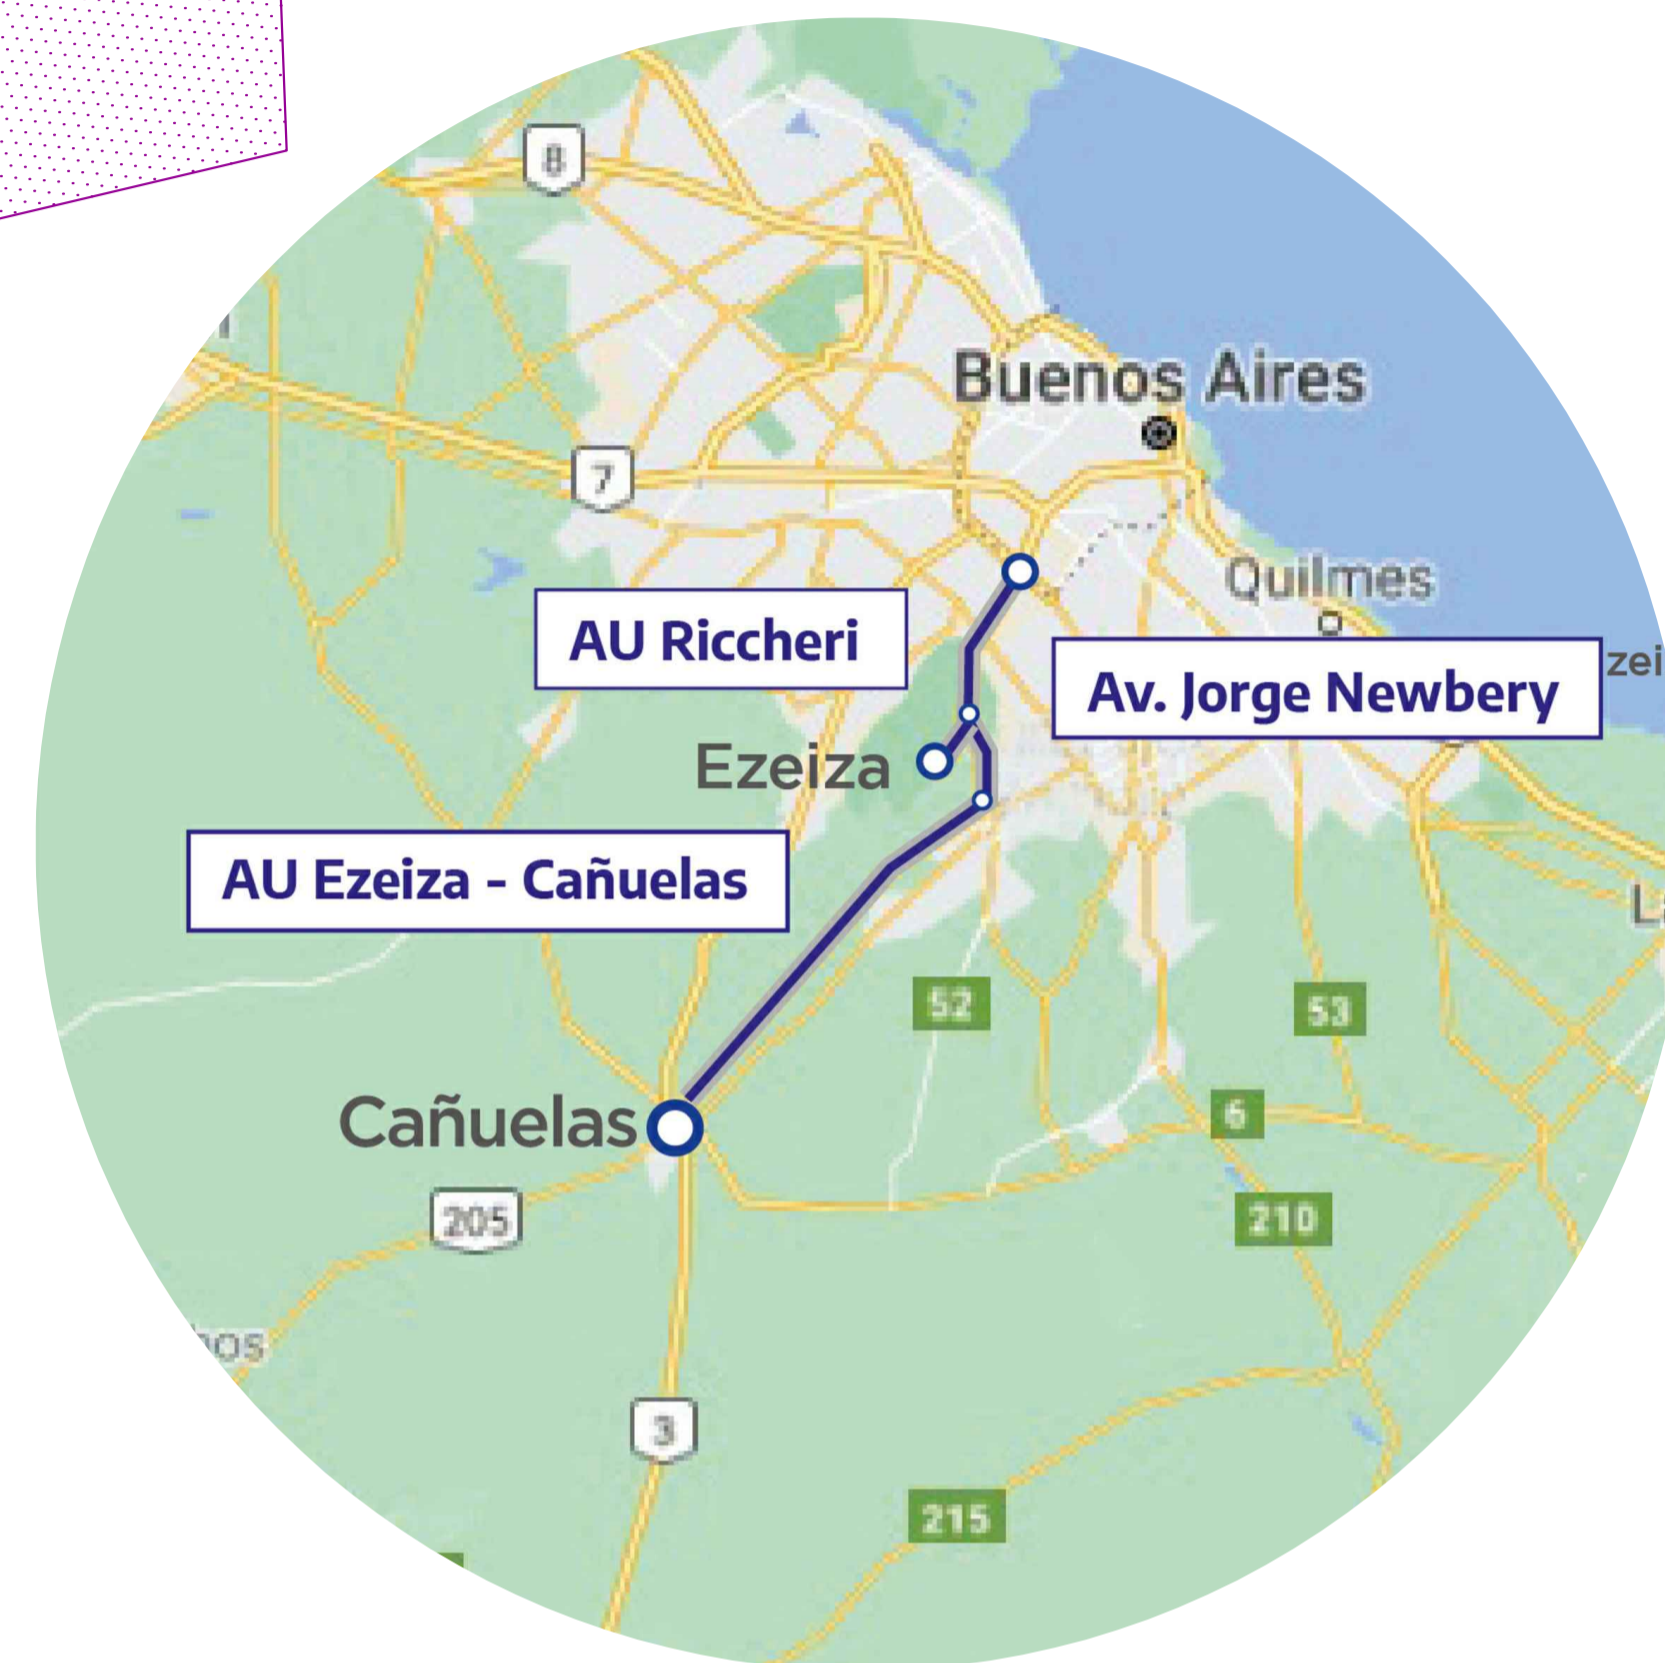 8
Buenos Aires
7
Quilmes
AU Riccheri
Av. Jorge Newbery
Ezeiza
AU Ezeiza - Cañuelas
52
53
Cañuelas
6
205
210
3
215